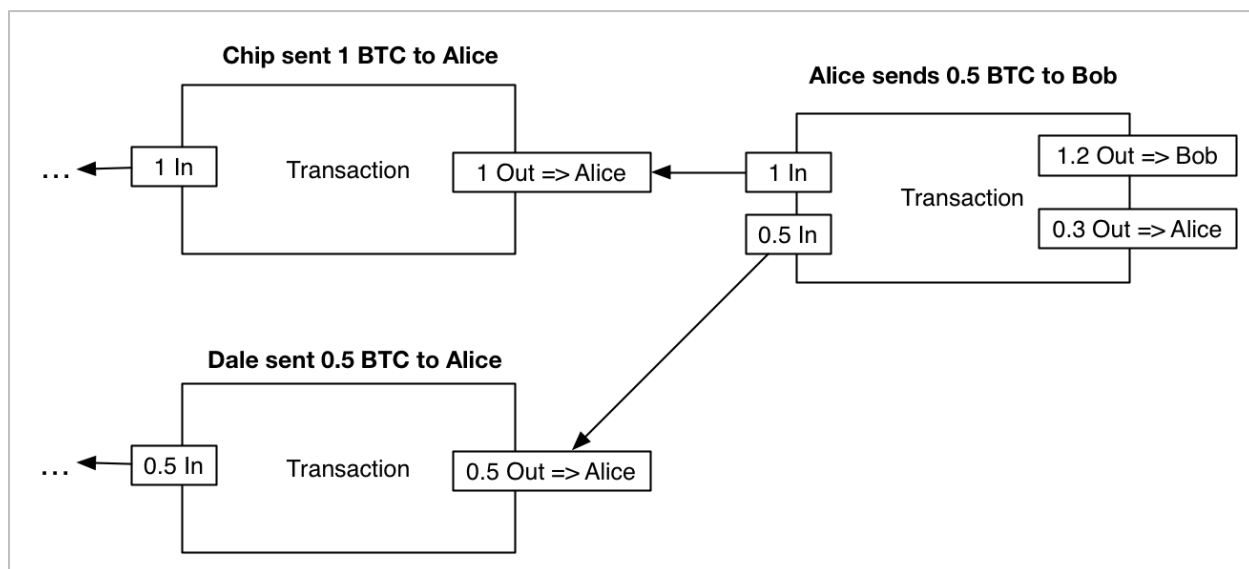 Chip sent 1 BTC to Alice
Alice sends 0.5 BTC to Bob
... 1 In Transaction 1 Out => Alice
1 In
0.5 In
Transaction
1.2 Out => Bob
0.3 Out => Alice
Dale sent 0.5 BTC to Alice
... 0.5 In Transaction 0.5 Out => Alice